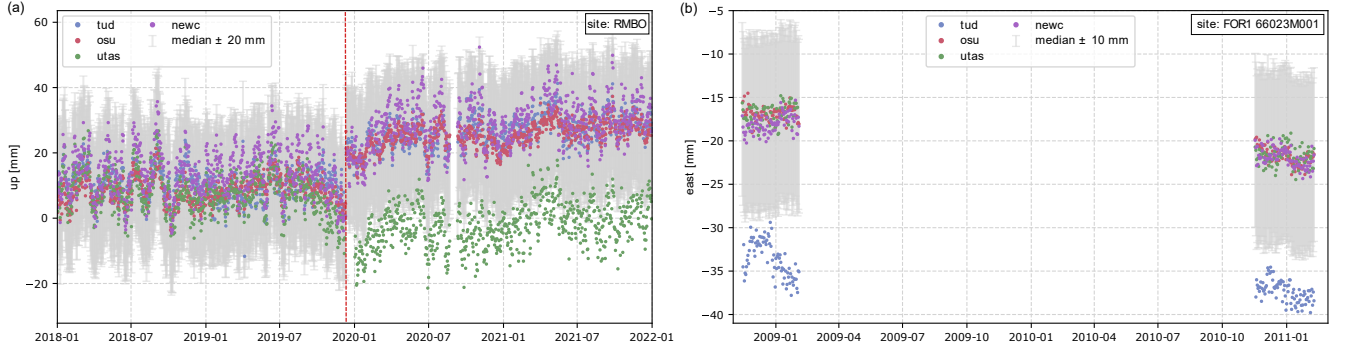 (a)
tud
osu
utas
newc
median ± 20 mm
site: RMBO
up [mm]
60
40
20
0
−20
2018-01
2018-07
2019-01
2019-07
2020-01
2020-07
2021-01
2021-07
2022-01
(b)
tud
osu
utas
newc
median ± 10 mm
site: FOR1 66023M001
east [mm]
−5
−10
−15
−20
−25
−30
−35
−40
2009-01
2009-04
2009-07
2009-10
2010-01
2010-04
2010-07
2010-10
2011-01